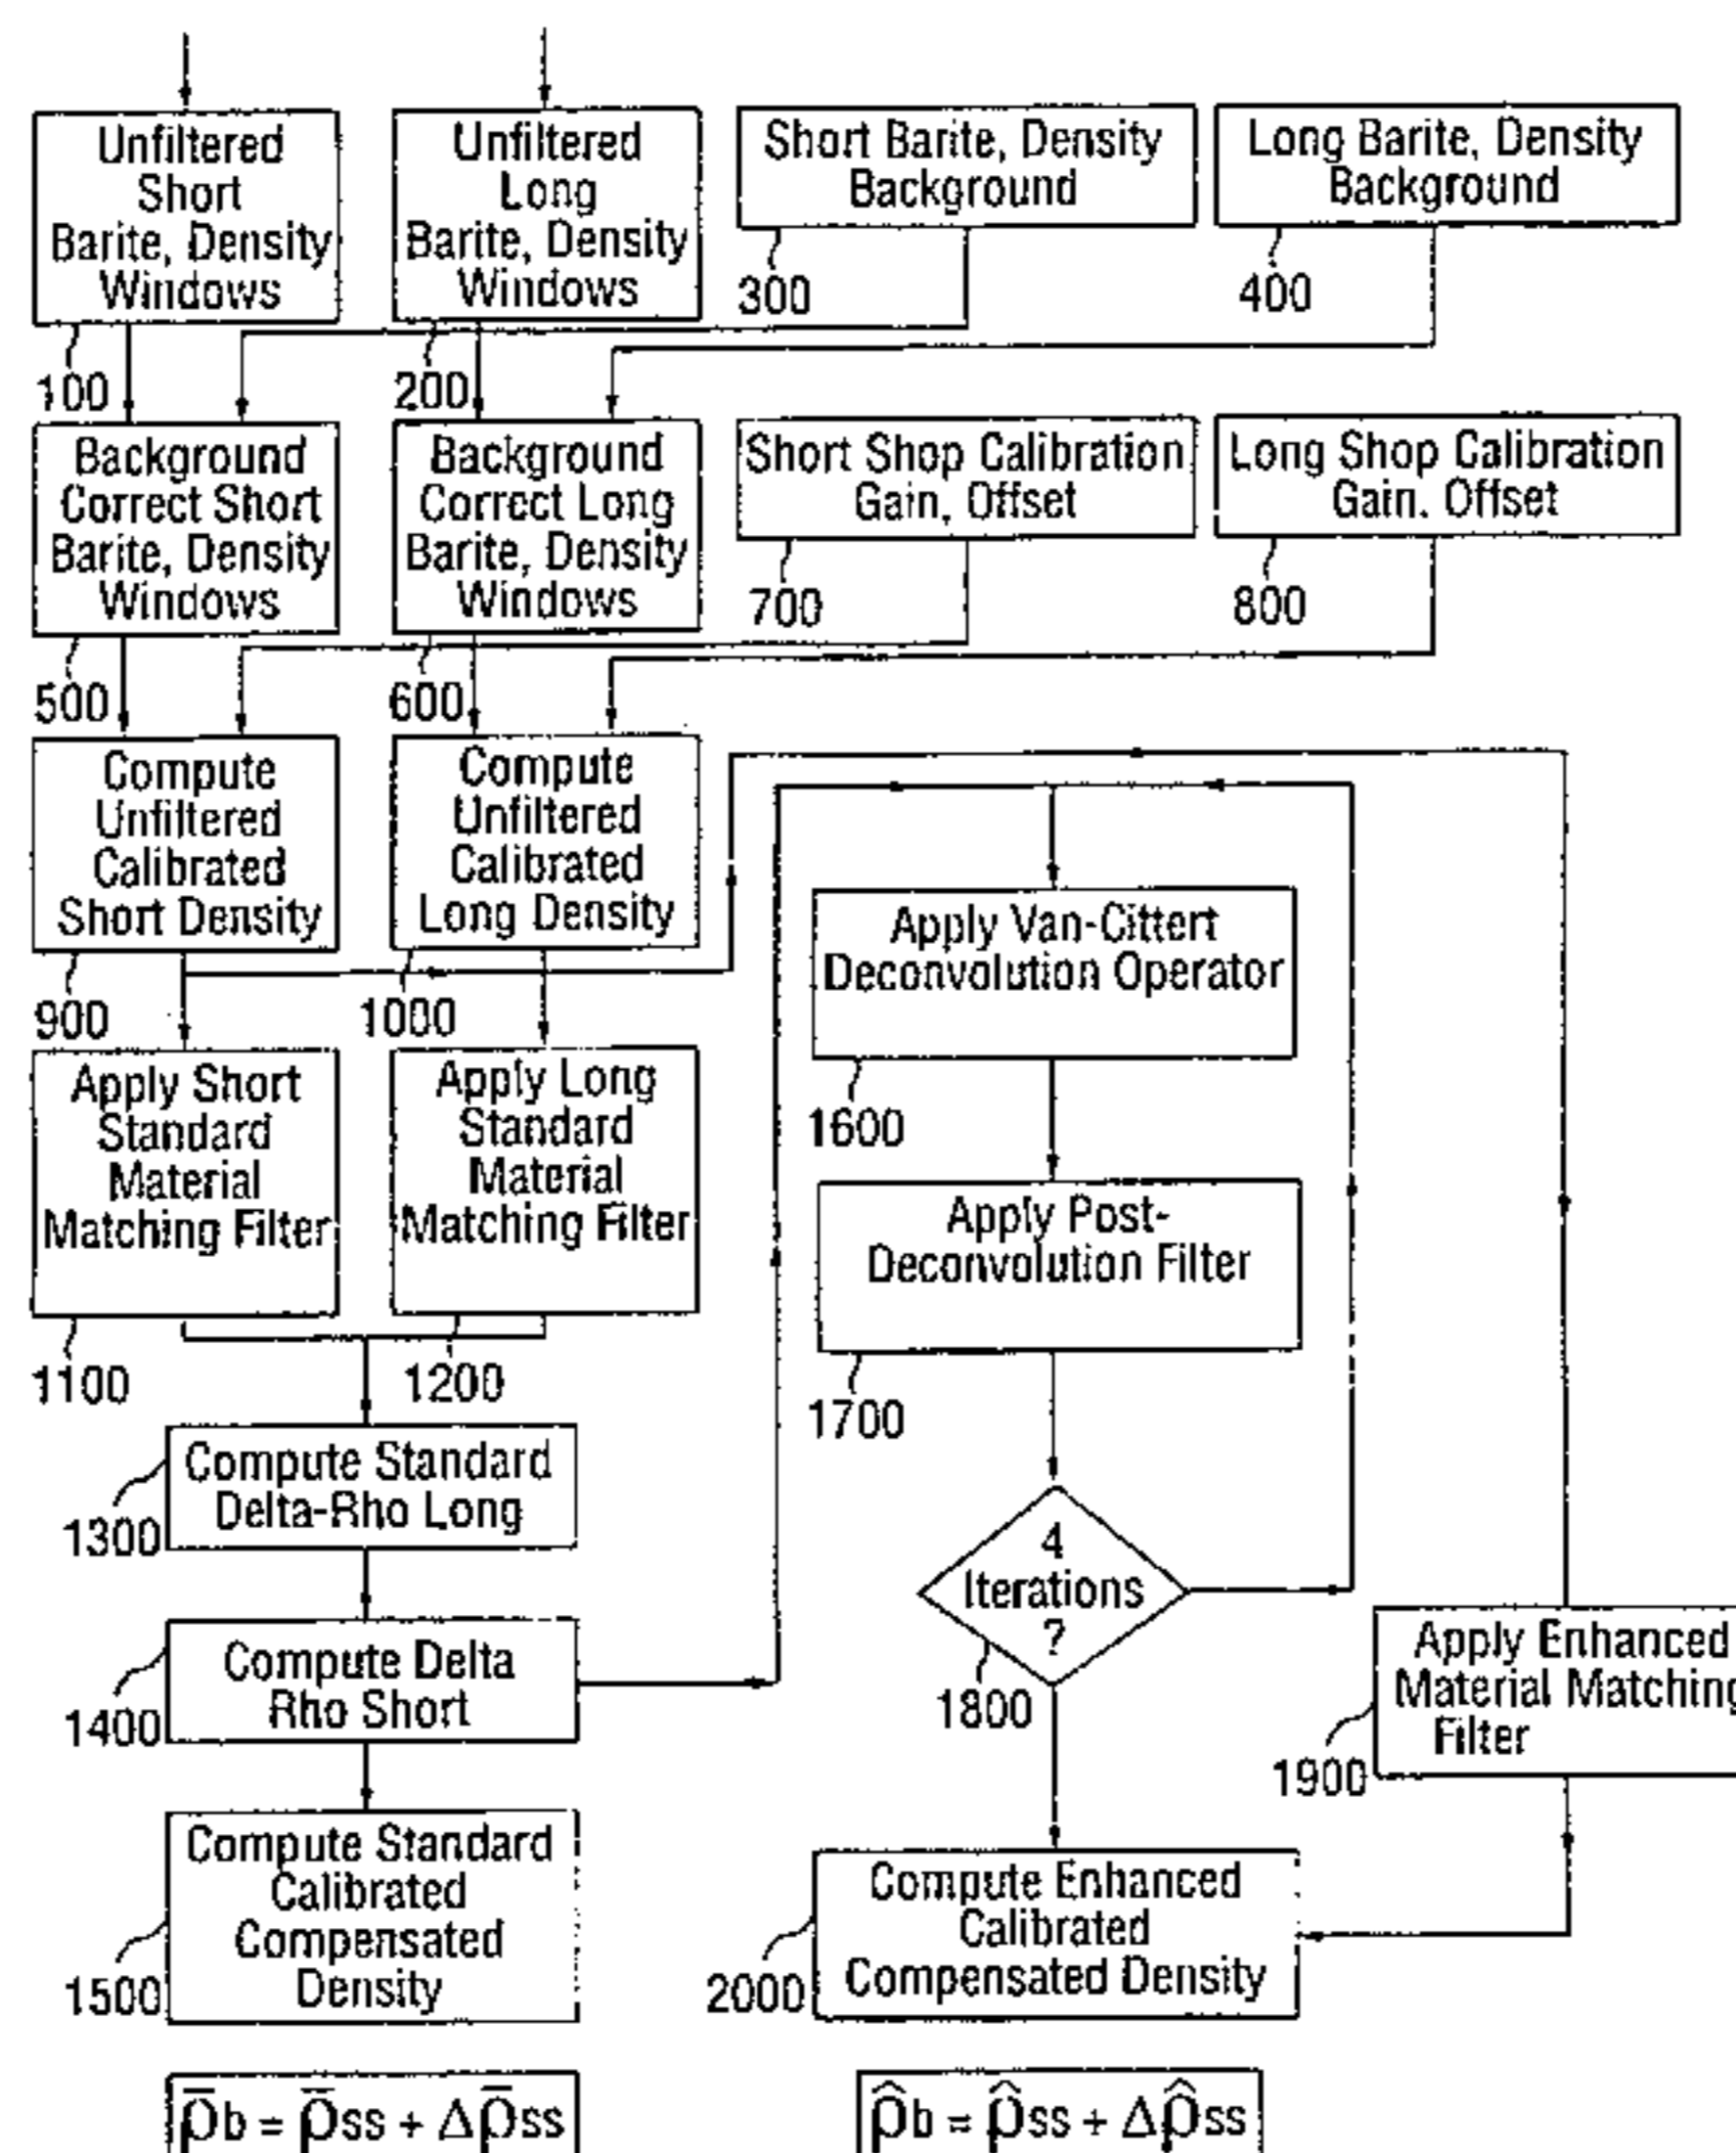 Unfiltered
Short
Barite, Density
Windows
100
Unfiltered
Long
Barite, Density
Windows
200
Short Barite, Density
Background
300
Long Barite, Density
Background
400
Background
Correct Short
Barite, Density
Windows
500
Background
Correct Long
Barite, Density
Windows
600
Short Shop Calibration
Gain, Offset
700
Long Shop Calibration
Gain. Offset
800
Compute
Unfiltered
Calibrated
Short Density
900
Compute
Unfiltered
Calibrated
Long Density
1000
Apply Short
Standard
Material
Matching Filter
1100
Apply Long
Standard
Material
Matching Filter
1200
Compute Standard
Delta-Rho Long
1300
Compute Delta
Rho Short
1400
Compute Standard
Calibrated
Compensated
Density
1500
Apply Van-Cittert
Deconvolution Operator
1600
Apply Post-
Deconvolution Filter
1700
4
Iterations
?
1800
Apply Enhanced
Material Matching
Filter
1900
Compute Enhanced
Calibrated
Compensated Density
2000
ρ̅b = ρ̅ss + Δρ̅ss
ρ̂b = ρ̂ss + Δρ̂ss